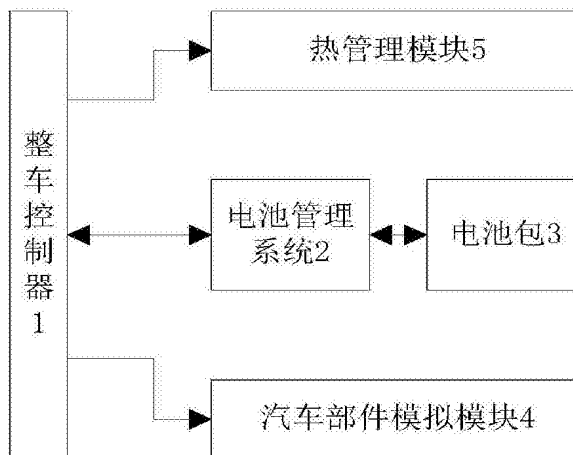 整车控制器1
热管理模块5
电池管理
系统2
电池包3
汽车部件模拟模块4